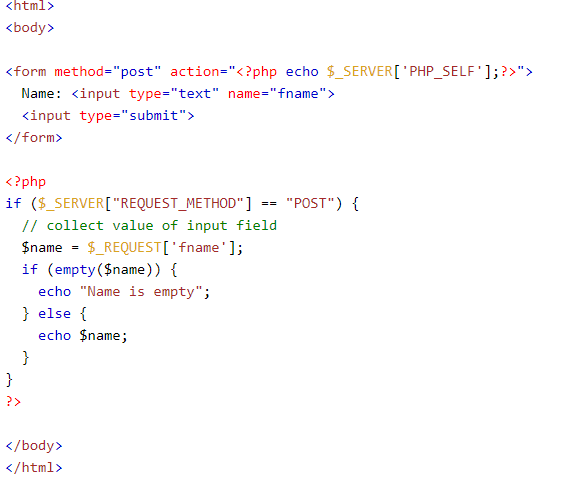 <html>
<body>
<form method="post" action="<?php echo $_SERVER['PHP_SELF'];?>">
  Name: <input type="text" name="fname">
  <input type="submit">
</form>
<?php
if ($_SERVER["REQUEST_METHOD"] == "POST") {
  // collect value of input field
  $name = $_REQUEST['fname'];
  if (empty($name)) {
    echo "Name is empty";
  } else {
    echo $name;
  }
}
?>
</body>
</html>